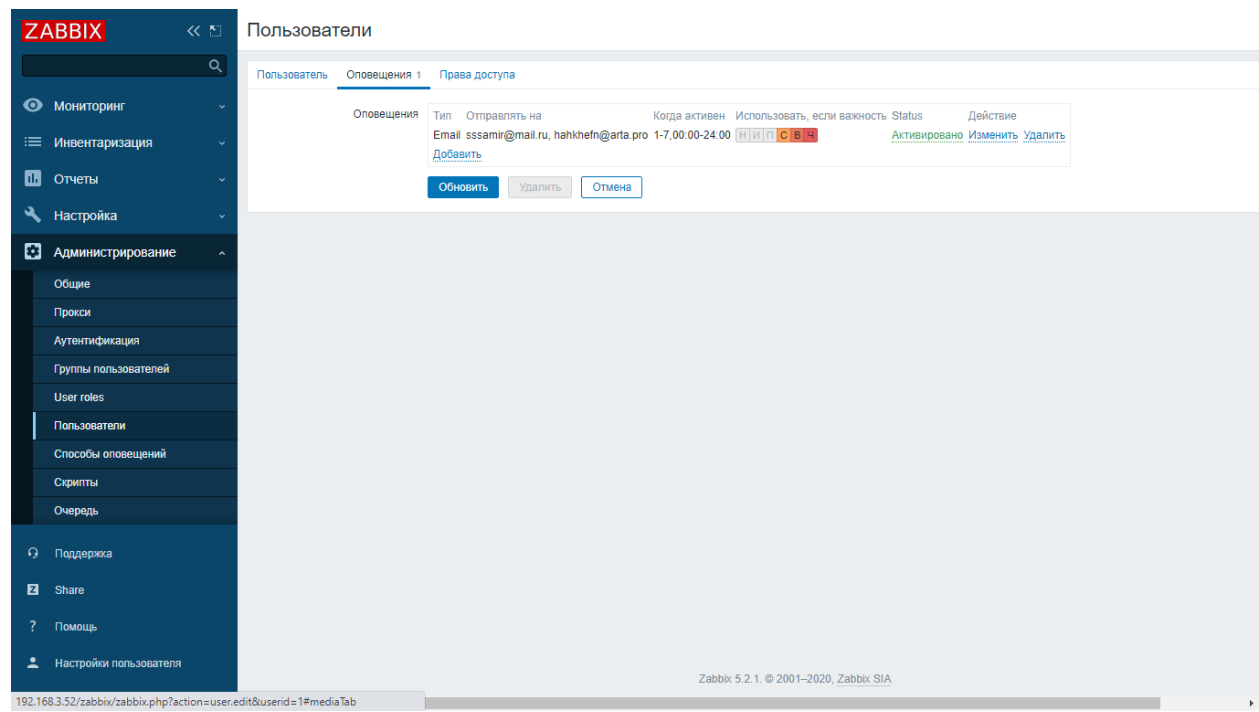 ZABBIX
Пользователи
Мониторинг
Инвентаризация
Отчеты
Настройка
Администрирование
Общие
Прокси
Аутентификация
Группы пользователей
User roles
Пользователи
Способы оповещений
Скрипты
Очередь
Поддержка
Share
Помощь
Настройки пользователя
Пользователь Оповещения 1 Права доступа
Оповещения
Тип Отправлять на Когда активен Использовать, если важность Status Действие
Email sssamir@mail.ru, hahkhefn@arta.pro 1-7,00:00-24:00 Н И П С В Ч Активировано Изменить Удалить
Добавить
Обновить Удалить Отмена
Zabbix 5.2.1. © 2001–2020, Zabbix SIA
192.168.3.52/zabbix/zabbix.php?action=user.edit&userid=1#mediaTab